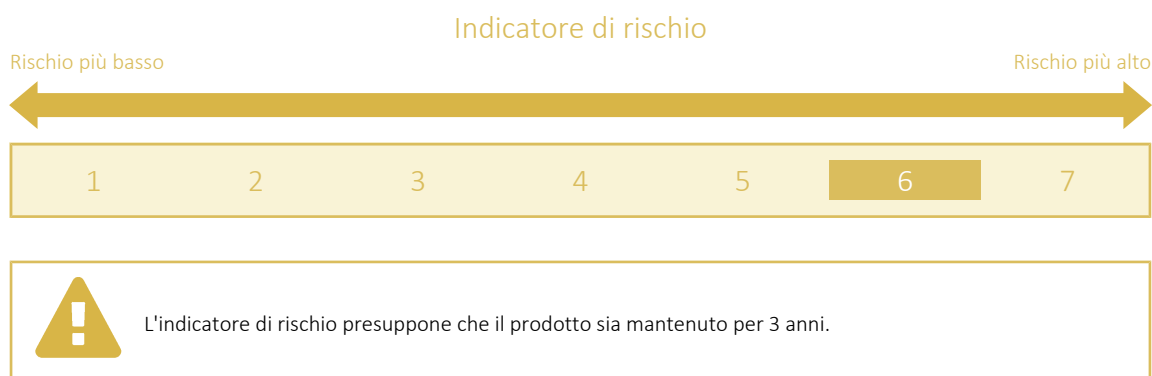 Indicatore di rischio
Rischio più basso Rischio più alto
1 2 3 4 5 6 7
L'indicatore di rischio presuppone che il prodotto sia mantenuto per 3 anni.